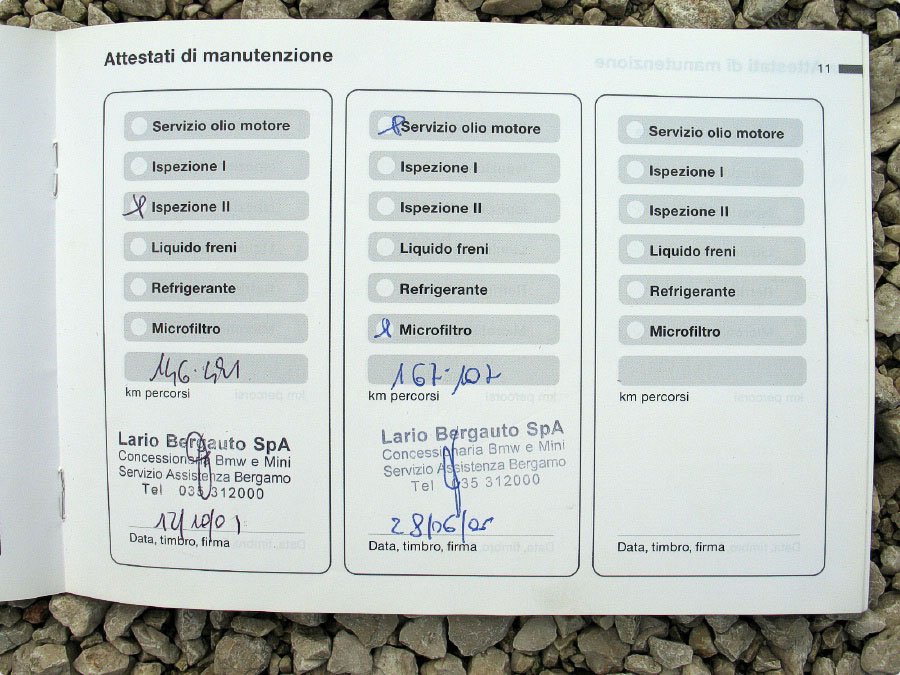 Attestati di manutenzione
11
Servizio olio motore
Ispezione I
Ispezione II
Liquido freni
Refrigerante
Microfiltro
146.421
km percorsi
Lario Bergauto SpA
Concessionaria Bmw e Mini
Servizio Assistenza Bergamo
Tel 035 312000
Data, timbro, firma
Servizio olio motore
Ispezione I
Ispezione II
Liquido freni
Refrigerante
Microfiltro
167.107
km percorsi
Lario Bergauto SpA
Concessionaria Bmw e Mini
Servizio Assistenza Bergamo
Tel 035 312000
28/06/05
Data, timbro, firma
Servizio olio motore
Ispezione I
Ispezione II
Liquido freni
Refrigerante
Microfiltro
km percorsi
Data, timbro, firma